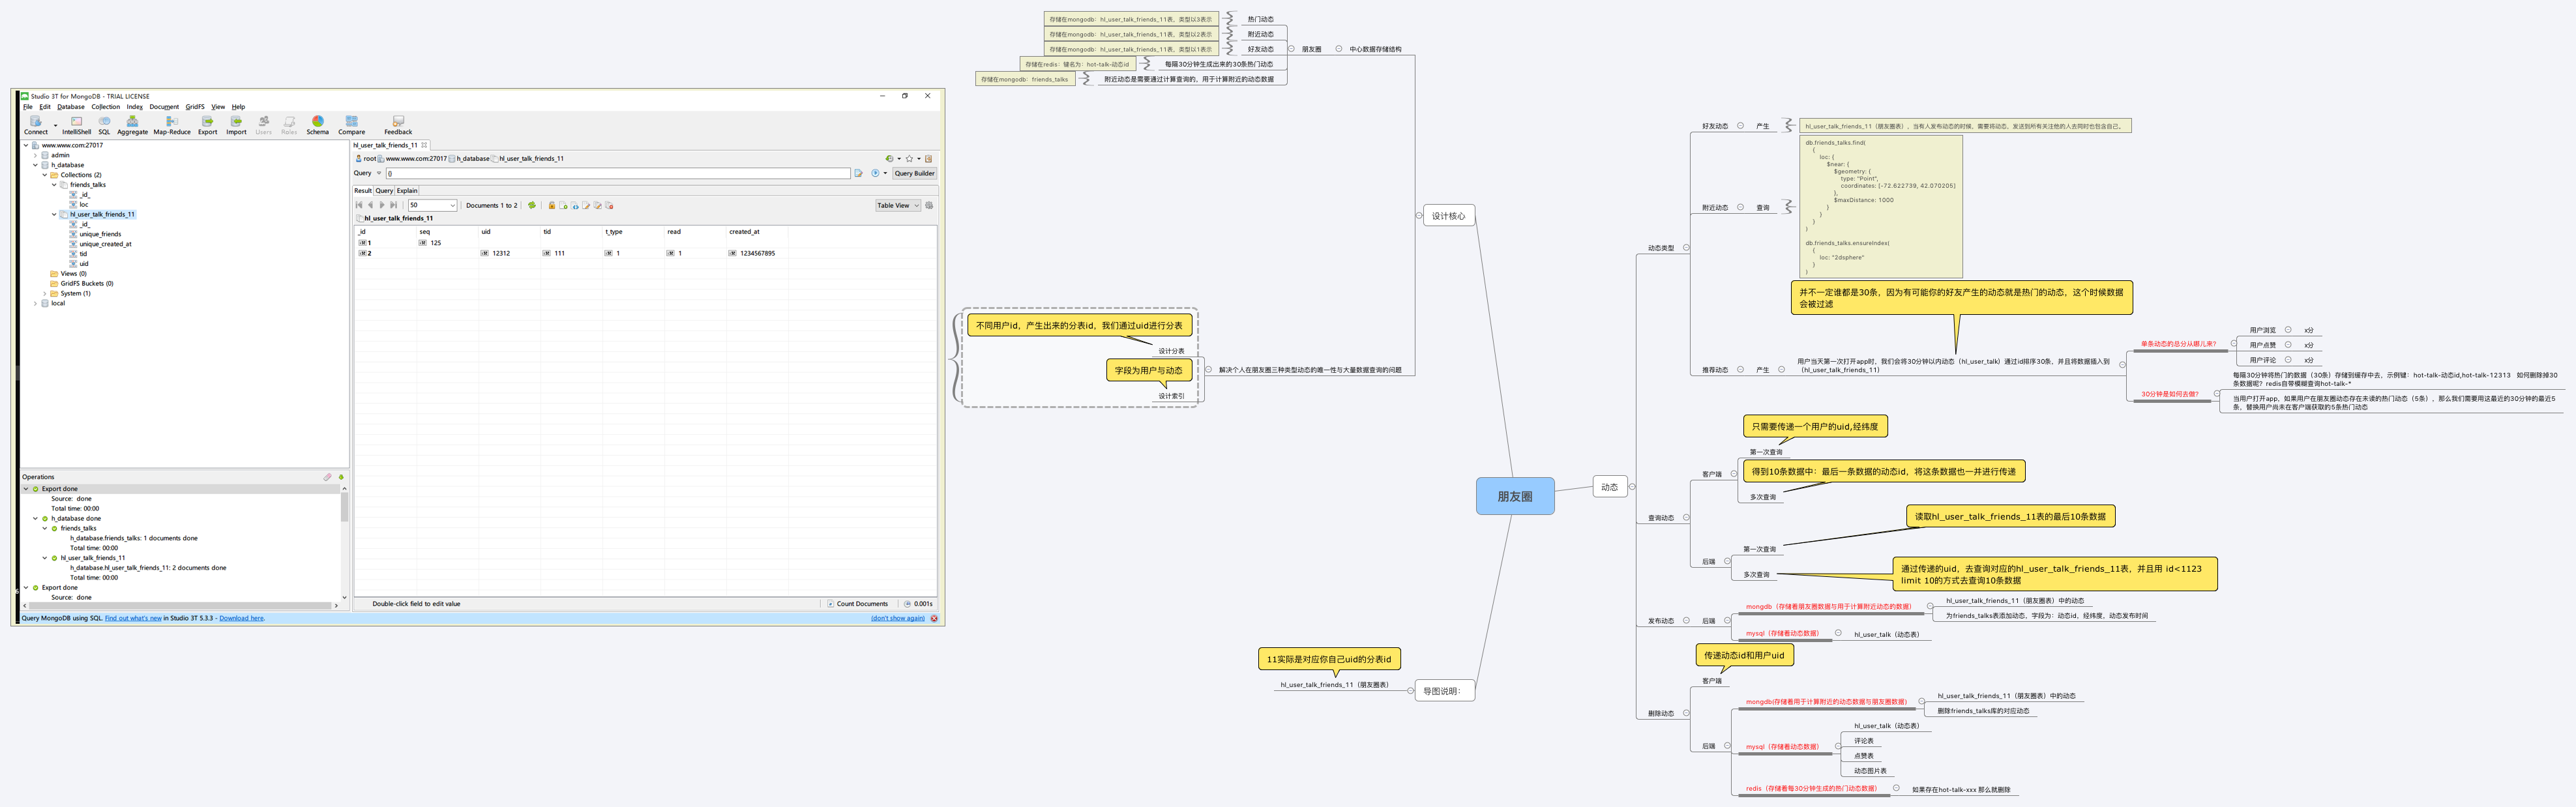 Studio 3T for MongoDB - TRIAL LICENSE
File Edit Database Collection Index Document GridFS View Help
Connect IntelliShell SQL Aggregate Map-Reduce Export Import Users Roles Schema Compare Feedback
www.www.com:27017
admin
h_database
Collections (2)
friends_talks
_id_
loc
hl_user_talk_friends_11
_id_
unique_friends
unique_created_at
tid
uid
Views (0)
GridFS Buckets (0)
System (1)
local
Operations
Export done
Source: done
Total time: 00:00
h_database done
friends_talks
h_database.friends_talks: 1 documents done
Total time: 00:00
hl_user_talk_friends_11
h_database.hl_user_talk_friends_11: 2 documents done
Total time: 00:00
Export done
Source: done
hl_user_talk_friends_11
root www.www.com:27017 h_database hl_user_talk_friends_11
Query {} Query Builder
Result Query Explain
50 Documents 1 to 2 Table View
hl_user_talk_friends_11
_id seq uid tid t_type read created_at
1 125
2 12312 111 1 1 1234567895
Double-click field to edit value Count Documents 0.001s
Query MongoDB using SQL. Find out what's new in Studio 3T 5.3.3 - Download here. (don't show again)
存储在mongodb：hl_user_talk_friends_11表，类型以3表示 热门动态
存储在mongodb：hl_user_talk_friends_11表，类型以2表示 附近动态
存储在mongodb：hl_user_talk_friends_11表，类型以1表示 好友动态 朋友圈 中心数据存储结构
存储在redis：键名为：hot-talk-动态id 每隔30分钟生成出来的30条热门动态
存储在mongodb：friends_talks 附近动态是需要通过计算查询的，用于计算附近的动态数据
设计核心
不同用户id，产生出来的分表id，我们通过uid进行分表
设计分表
字段为用户与动态
解决个人在朋友圈三种类型动态的唯一性与大量数据查询的问题
设计索引
朋友圈
11实际是对应你自己uid的分表id
hl_user_talk_friends_11（朋友圈表）
导图说明：
动态
动态类型
好友动态 产生 hl_user_talk_friends_11（朋友圈表），当有人发布动态的时候，需要将动态，发送到所有关注他的人去同时也包含自己。
附近动态 查询
db.friends_talks.find(
{
loc: {
$near: {
$geometry: {
type: "Point",
coordinates: [-72.622739, 42.070205]
},
$maxDistance: 1000
}
}
}
)
db.friends_talks.ensureIndex(
{
loc: "2dsphere"
}
)
并不一定谁都是30条，因为有可能你的好友产生的动态就是热门的动态，这个时候数据
会被过滤
推荐动态 产生
用户当天第一次打开app时，我们会将30分钟以内动态（hl_user_talk）通过id排序30条，并且将数据插入到
（hl_user_talk_friends_11）
单条动态的总分从哪儿来?
用户浏览 x分
用户点赞 x分
用户评论 x分
30分钟是如何去做?
每隔30分钟将热门的数据（30条）存储到缓存中去，示例键：hot-talk-动态id,hot-talk-12313 如何删除掉30
条数据呢? redis自带模糊查询hot-talk-*
当用户打开app，如果用户在朋友圈动态存在未读的热门动态（5条），那么我们需要用这最近的30分钟的最近5
条，替换用户尚未在客户端获取的5条热门动态
查询动态
客户端
只需要传递一个用户的uid,经纬度
第一次查询
得到10条数据中：最后一条数据的动态id，将这条数据也一并进行传递
多次查询
后端
读取hl_user_talk_friends_11表的最后10条数据
第一次查询
通过传递的uid，去查询对应的hl_user_talk_friends_11表，并且用 id<1123
limit 10的方式去查询10条数据
多次查询
发布动态 后端
mongdb（存储着朋友圈数据与用于计算附近动态的数据）
hl_user_talk_friends_11（朋友圈表）中的动态
为friends_talks表添加动态，字段为：动态id，经纬度，动态发布时间
mysql（存储着动态数据） hl_user_talk（动态表）
删除动态
传递动态id和用户uid
客户端
后端
mongdb(存储着用于计算附近的动态数据与朋友圈数据)
hl_user_talk_friends_11（朋友圈表）中的动态
删除friends_talks库的对应动态
mysql（存储着动态数据）
hl_user_talk（动态表）
评论表
点赞表
动态图片表
redis（存储着每30分钟生成的热门动态数据） 如果存在hot-talk-xxx 那么就删除